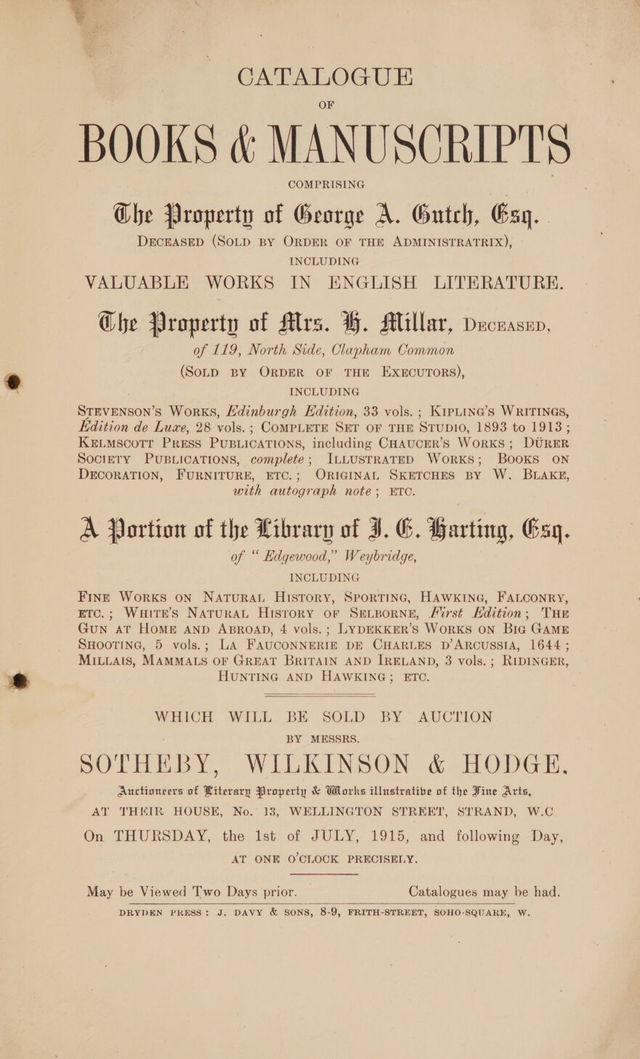 CATALOGUE
OF
BOOKS & MANUSCRIPTS
COMPRISING
The Property of George A. Gutch, Esq.
DECEASED (SOLD BY ORDER OF THE ADMINISTRATRIX),
INCLUDING
VALUABLE WORKS IN ENGLISH LITERATURE.
The Property of Mrs. H. Millar, DECEASED,
of 119, North Side, Clapham Common
(SOLD BY ORDER OF THE EXECUTORS),
INCLUDING
STEVENSON'S WORKS, Edinburgh Edition, 33 vols.; KIPLING'S WRITINGS,
Édition de Luxe, 28 vols.; COMPLETE SET OF THE STUDIO, 1893 to 1913;
KELMSCOTT PRESS PUBLICATIONS, including CHAUCER'S WORKS; DÜRER
SOCIETY PUBLICATIONS, complete; ILLUSTRATED WORKS; BOOKS ON
DECORATION, FURNITURE, ETC.; ORIGINAL SKETCHES BY W. BLAKE,
with autograph note; ETC.
A Portion of the Library of J. E. Harting, Esq.
of "Edgewood," Weybridge,
INCLUDING
FINE WORKS ON NATURAL HISTORY, SPORTING, HAWKING, FALCONRY,
ETC.; WHITE'S NATURAL HISTORY OF SELBORNE, First Edition; THE
GUN AT HOME AND ABROAD, 4 vols.; LYDEKKER'S WORKS ON BIG GAME
SHOOTING, 5 vols.; LA FAUCONNERIE DE CHARLES D'ARCUSSIA, 1644;
MILLAIS, MAMMALS OF GREAT BRITAIN AND IRELAND, 3 vols.; RIDINGER,
HUNTING AND HAWKING; ETC.
WHICH WILL BE SOLD BY AUCTION
BY MESSRS.
SOTHEBY, WILKINSON & HODGE,
Auctioneers of Literary Property & Works illustrative of the Fine Arts,
AT THEIR HOUSE, No. 13, WELLINGTON STREET, STRAND, W.C.
On THURSDAY, the 1st of JULY, 1915, and following Day,
AT ONE O'CLOCK PRECISELY.
May be Viewed Two Days prior. Catalogues may be had.
DRYDEN PRESS: J. DAVY & SONS, 8-9, FRITH-STREET, SOHO-SQUARE, W.